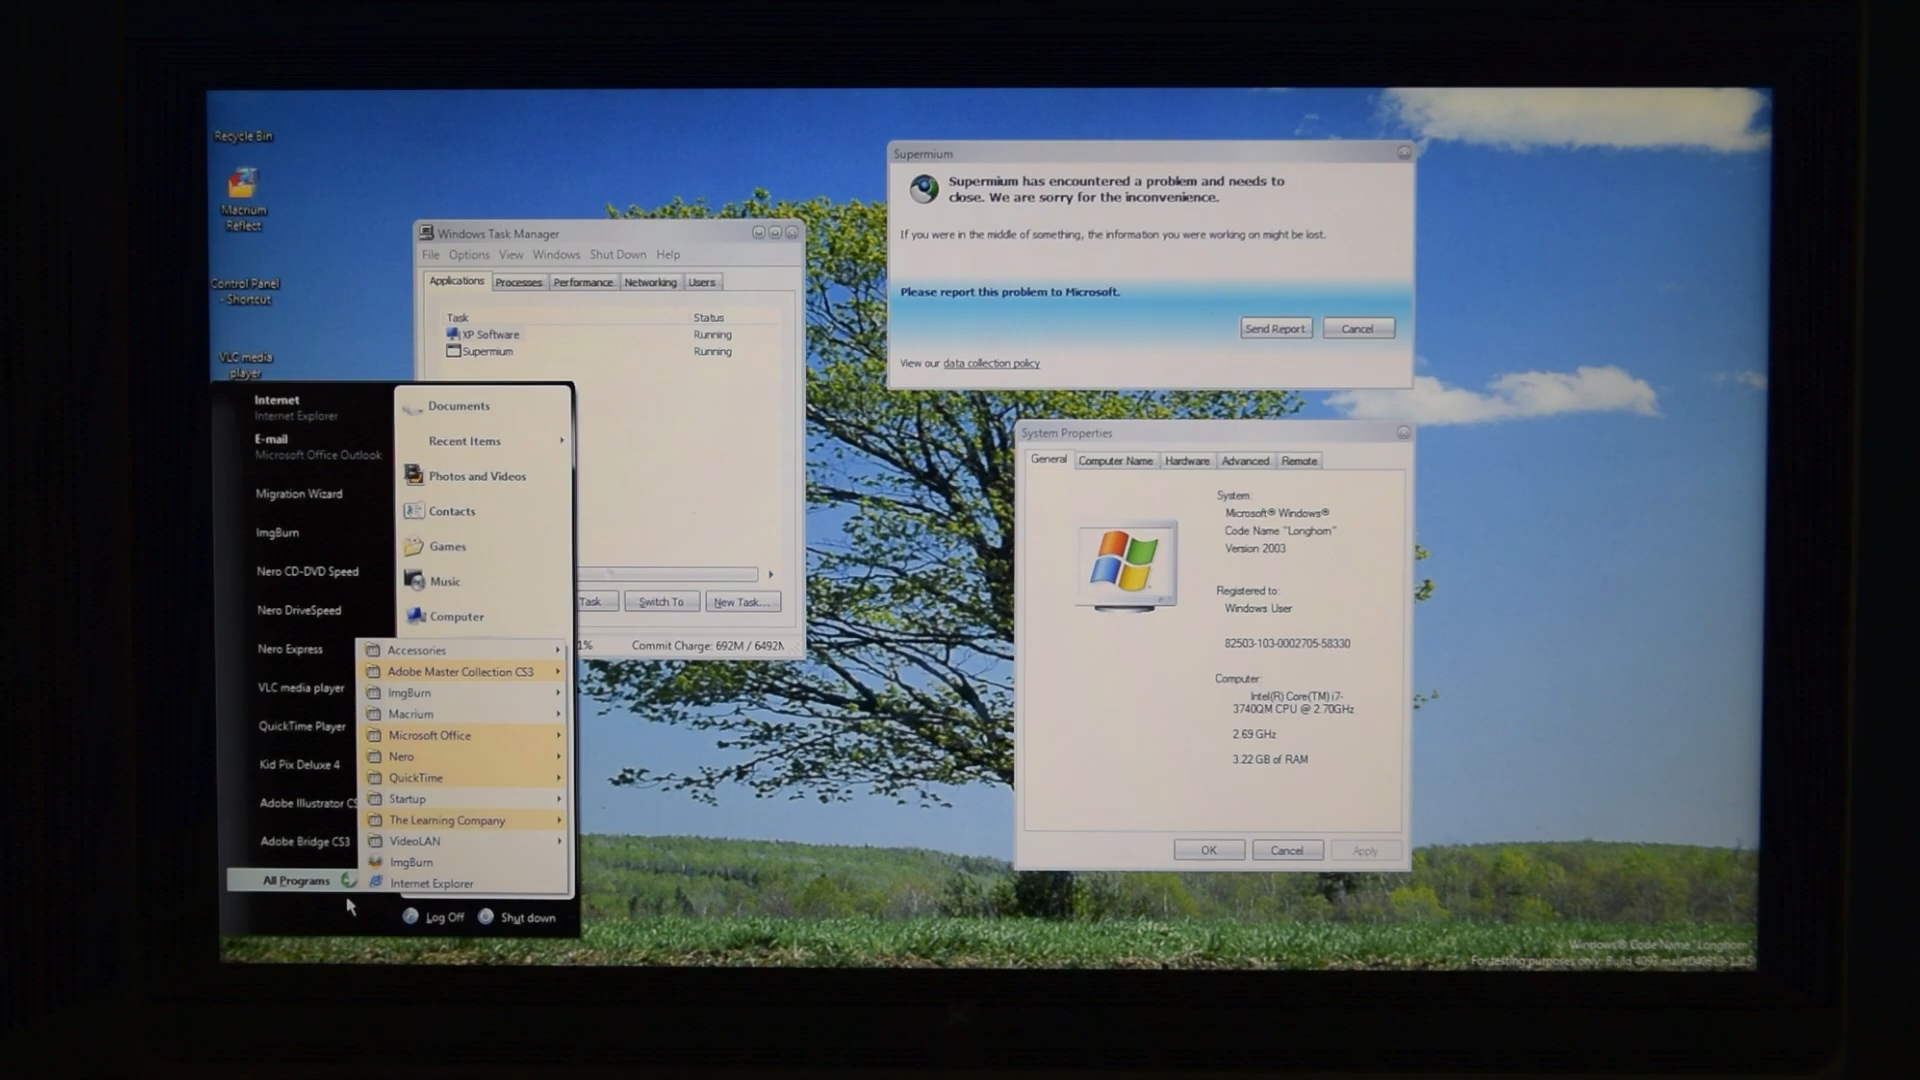 Recycle Bin
Macrium
Reflect
Control Panel
- Shortcut
VLC media
player
Windows Task Manager
File Options View Windows Shut Down Help
Applications Processes Performance Networking Users
Task Status
XP Software Running
Supermium Running
Task Switch To New Task...
1% Commit Charge: 692M / 6492M
Supermium
Supermium has encountered a problem and needs to
close. We are sorry for the inconvenience.
If you were in the middle of something, the information you were working on might be lost.
Please report this problem to Microsoft.
Send Report Cancel
View our data collection policy
System Properties
General Computer Name Hardware Advanced Remote
System:
Microsoft® Windows®
Code Name "Longhorn"
Version 2003
Registered to:
Windows User
82503-103-0002705-58330
Computer:
Intel(R) Core(TM) i7-
3740QM CPU @ 2.70GHz
2.69 GHz
3.22 GB of RAM
OK Cancel Apply
Internet
Internet Explorer
E-mail
Microsoft Office Outlook
Migration Wizard
ImgBurn
Nero CD-DVD Speed
Nero DriveSpeed
Nero Express
VLC media player
QuickTime Player
Kid Pix Deluxe 4
Adobe Illustrator CS
Adobe Bridge CS3
All Programs
Documents
Recent Items
Photos and Videos
Contacts
Games
Music
Computer
Accessories
Adobe Master Collection CS3
ImgBurn
Macrium
Microsoft Office
Nero
QuickTime
Startup
The Learning Company
VideoLAN
ImgBurn
Internet Explorer
Log Off Shut down
Windows® Code Name "Longhorn"
For testing purposes only. Build 4093